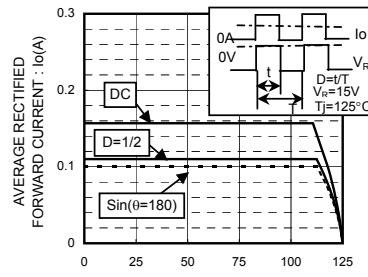 AVERAGE RECTIFIED
FORWARD CURRENT : Io(A)
0.3
0.2
0.1
0
0A
0V
Io
VR
t
T
D=t/T
VR=15V
Tj=125°C
DC
D=1/2
Sin(θ=180)
0 25 50 75 100 125